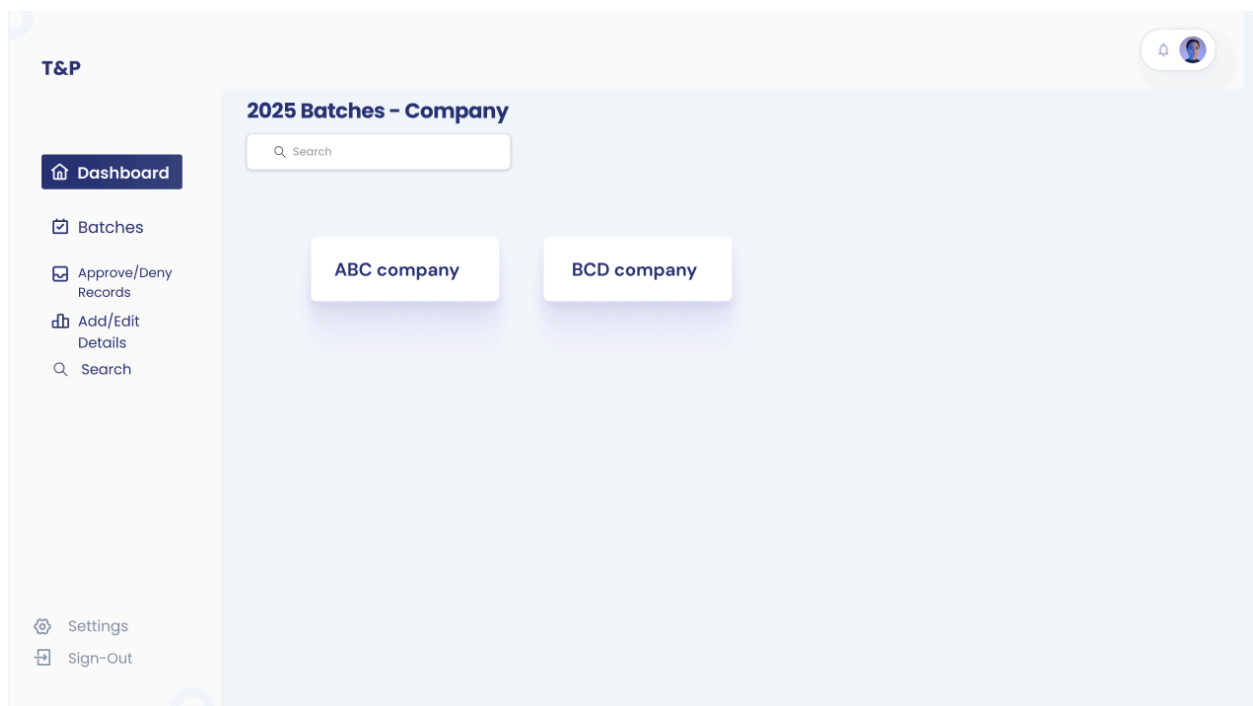 T&P
2025 Batches - Company
Search
Dashboard
Batches
Approve/Deny
Records
Add/Edit
Details
Search
ABC company
BCD company
Settings
Sign-Out